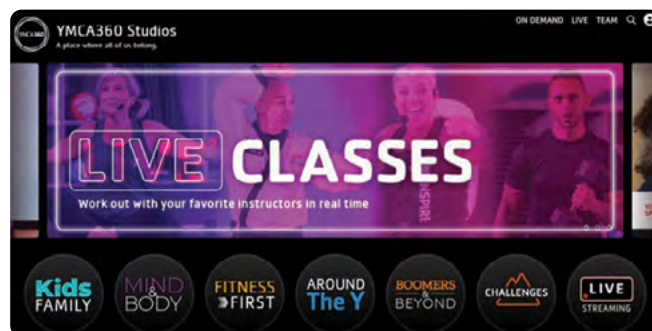 YMCA360
YMCA360 Studios
A place where all of us belong.
ON DEMAND LIVE TEAM
LIVE CLASSES
Work out with your favorite instructors in real time
Kids
FAMILY
MIND
&
BODY
FITNESS
FIRST
AROUND
The Y
BOOMERS
&
BEYOND
CHALLENGES
LIVE
STREAMING